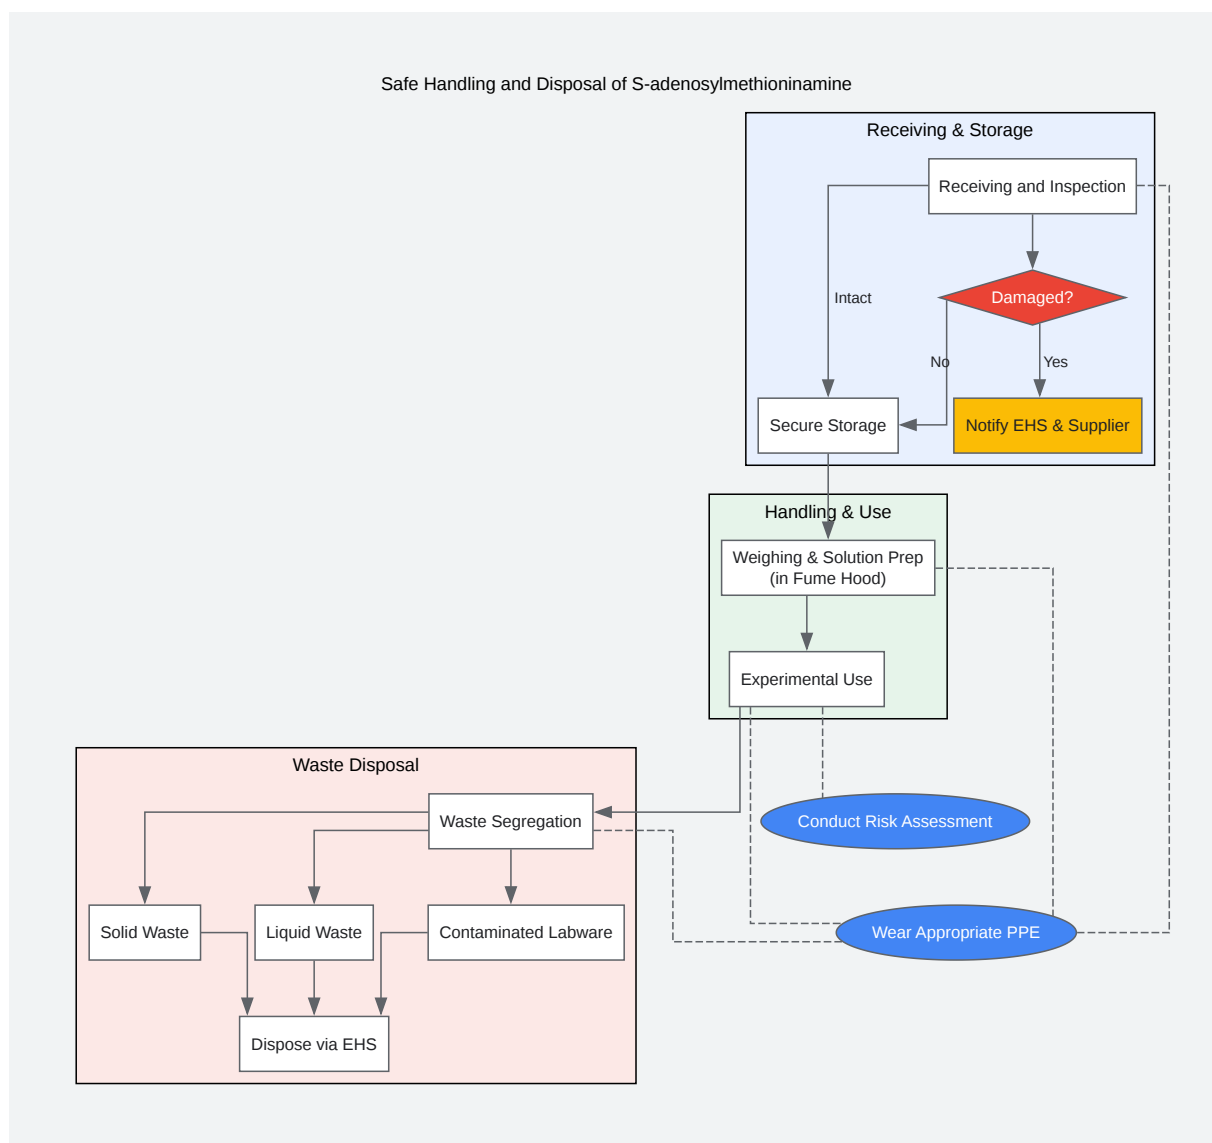 Safe Handling and Disposal of S-adenosylmethioninamine
Receiving & Storage
Receiving and Inspection
Damaged?
Intact
No
Yes
Secure Storage
Notify EHS & Supplier
Handling & Use
Weighing & Solution Prep
(in Fume Hood)
Experimental Use
Waste Disposal
Waste Segregation
Conduct Risk Assessment
Solid Waste
Liquid Waste
Contaminated Labware
Wear Appropriate PPE
Dispose via EHS